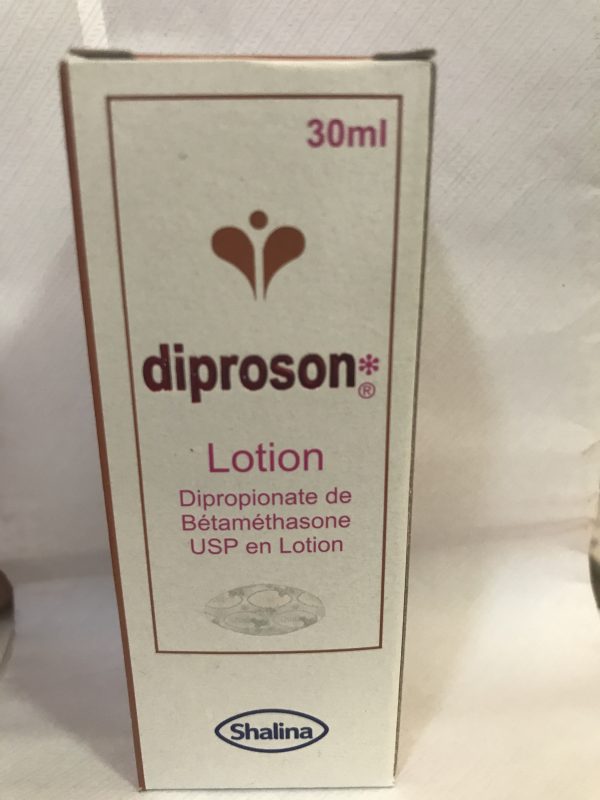 30ml
diproson*®
Lotion
Dipropionate de
Bétaméthasone
USP en Lotion
Shalina